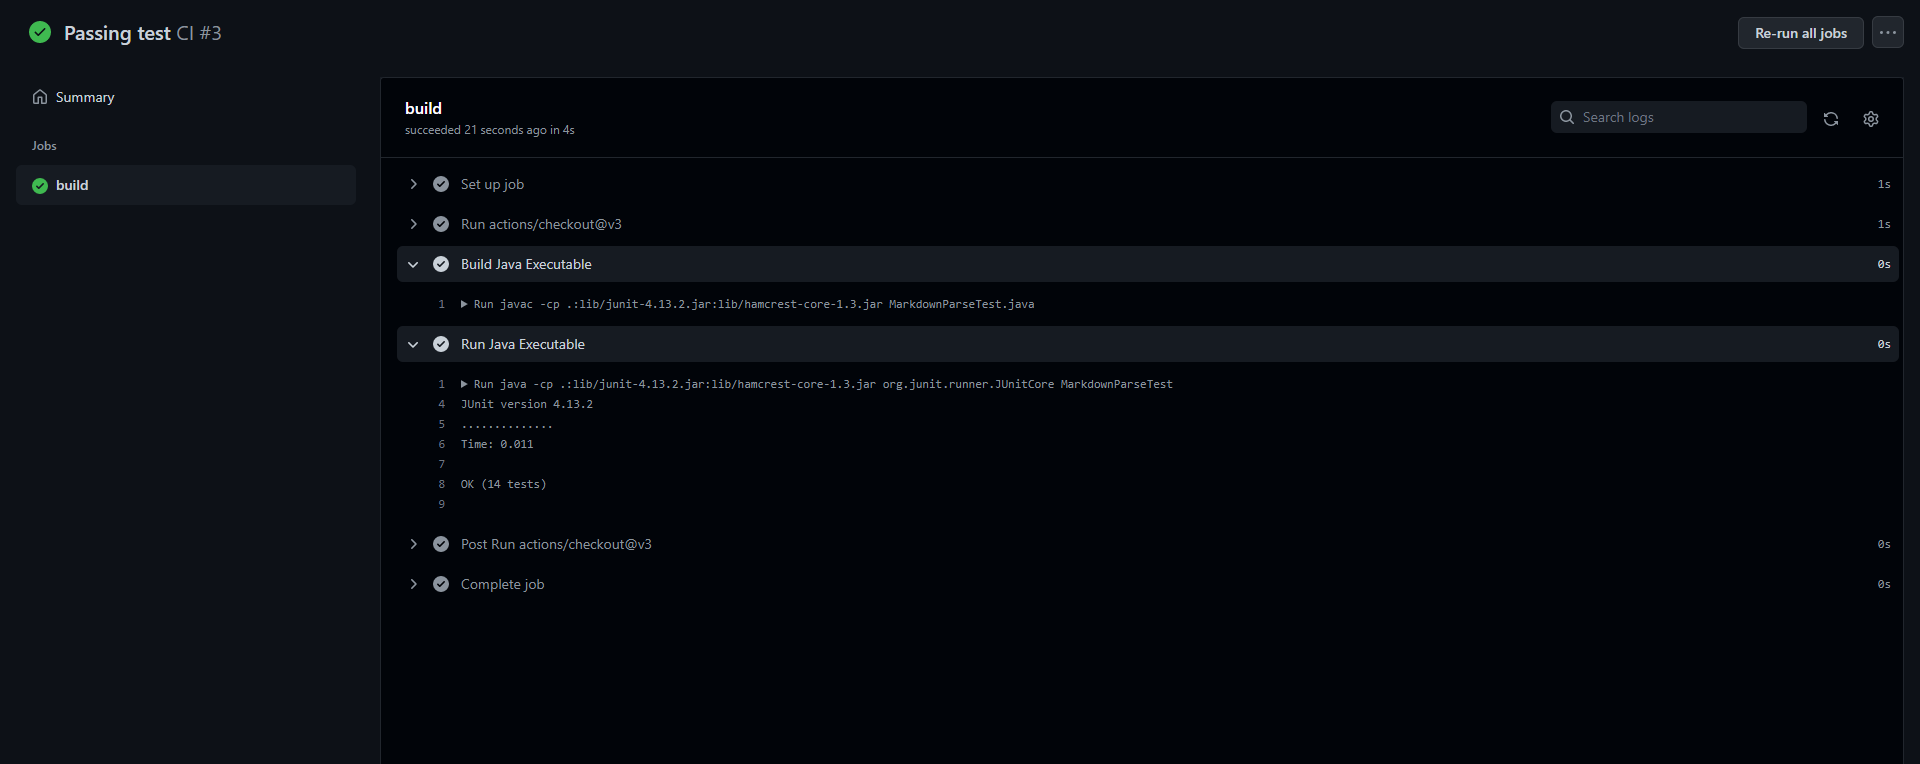 Passing test CI #3
Re-run all jobs
Summary
Jobs
build
build
succeeded 21 seconds ago in 4s
Search logs
Set up job 1s
Run actions/checkout@v3 1s
Build Java Executable 0s
1 ▶ Run javac -cp .:lib/junit-4.13.2.jar:lib/hamcrest-core-1.3.jar MarkdownParseTest.java
Run Java Executable 0s
1 ▶ Run java -cp .:lib/junit-4.13.2.jar:lib/hamcrest-core-1.3.jar org.junit.runner.JUnitCore MarkdownParseTest
4 JUnit version 4.13.2
5 ..............
6 Time: 0.011
7
8 OK (14 tests)
9
Post Run actions/checkout@v3 0s
Complete job 0s